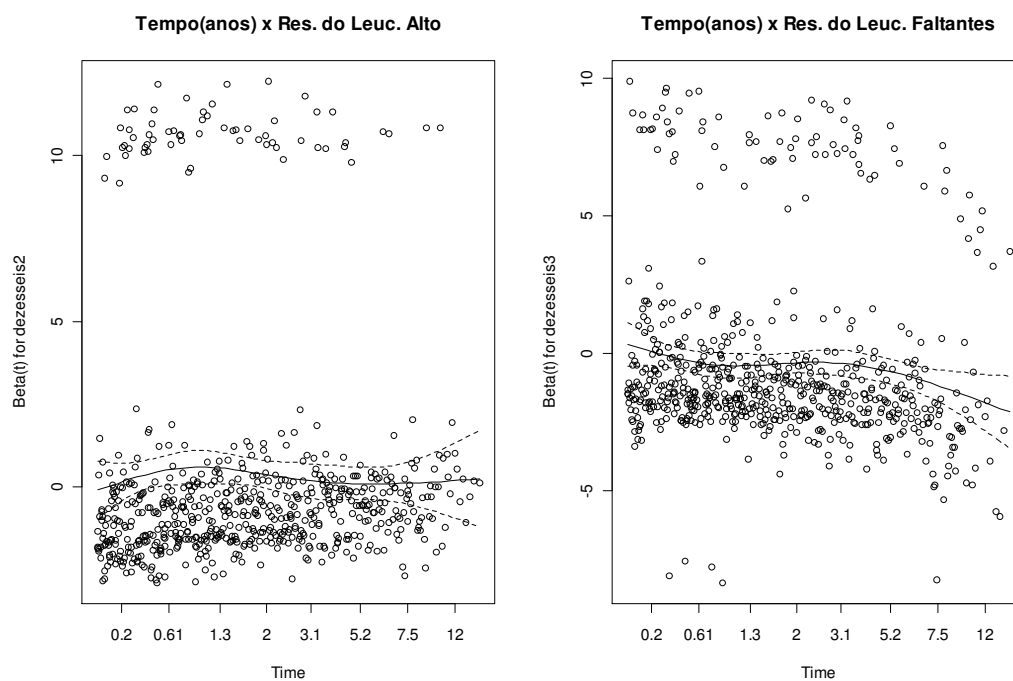 Tempo(anos) x Res. do Leuc. Alto
Beta(t) for dezesseis2
10
5
0
0.2 0.61 1.3 2 3.1 5.2 7.5 12
Time
Tempo(anos) x Res. do Leuc. Faltantes
Beta(t) for dezesseis3
10
5
0
-5
0.2 0.61 1.3 2 3.1 5.2 7.5 12
Time